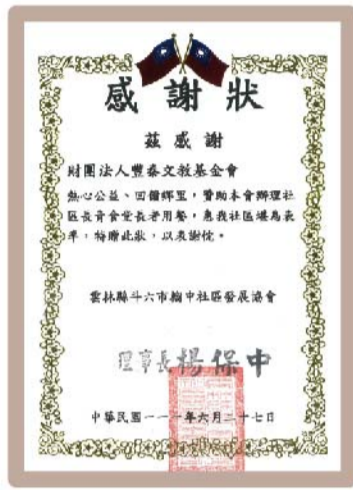 感謝狀
茲感謝
財團法人豐泰文教基金會
熱心公益、回饋鄉里,贊助本會辦理社
區長青食堂長者用餐,惠我社區堪為表
率,特贈此狀,以表謝忱。
雲林縣斗六市溝中社區發展協會
理事長楊保中
中華民國一一一年六月二十七日